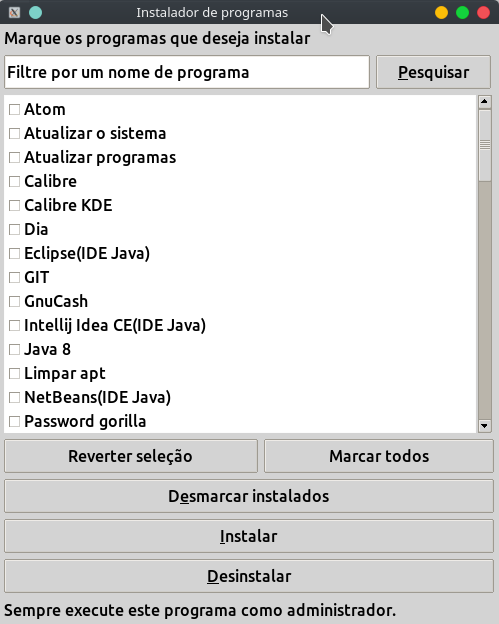 Instalador de programas
Marque os programas que deseja instalar
Filtre por um nome de programa
Pesquisar
Atom
Atualizar o sistema
Atualizar programas
Calibre
Calibre KDE
Dia
Eclipse(IDE Java)
GIT
GnuCash
Intellij Idea CE(IDE Java)
Java 8
Limpar apt
NetBeans(IDE Java)
Password gorilla
Reverter seleção
Marcar todos
Desmarcar instalados
Instalar
Desinstalar
Sempre execute este programa como administrador.